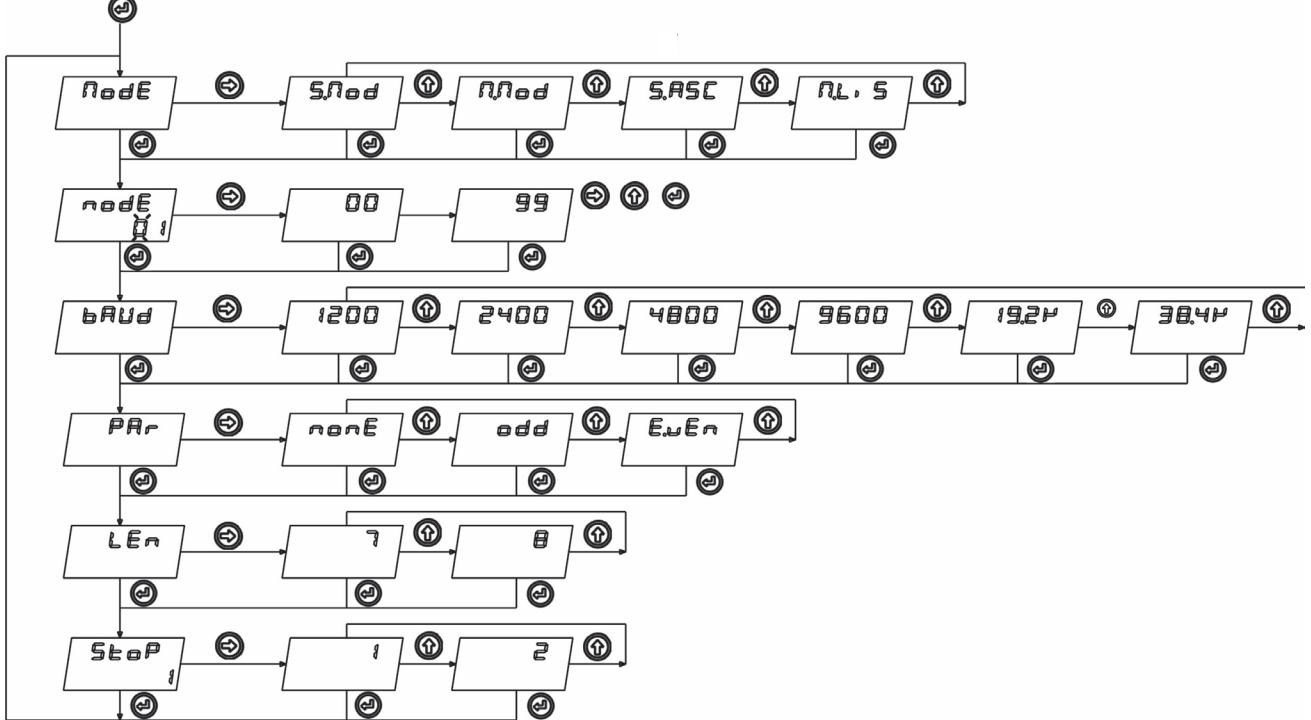 ModE S.Mod M.Mod S.ASC M.LiS
nodE 00 99
01
bAUd 1200 2400 4800 9600 19.2K 38.4K
PAr nonE odd E.vEn
LEn 7 8
StoP 1 2
1